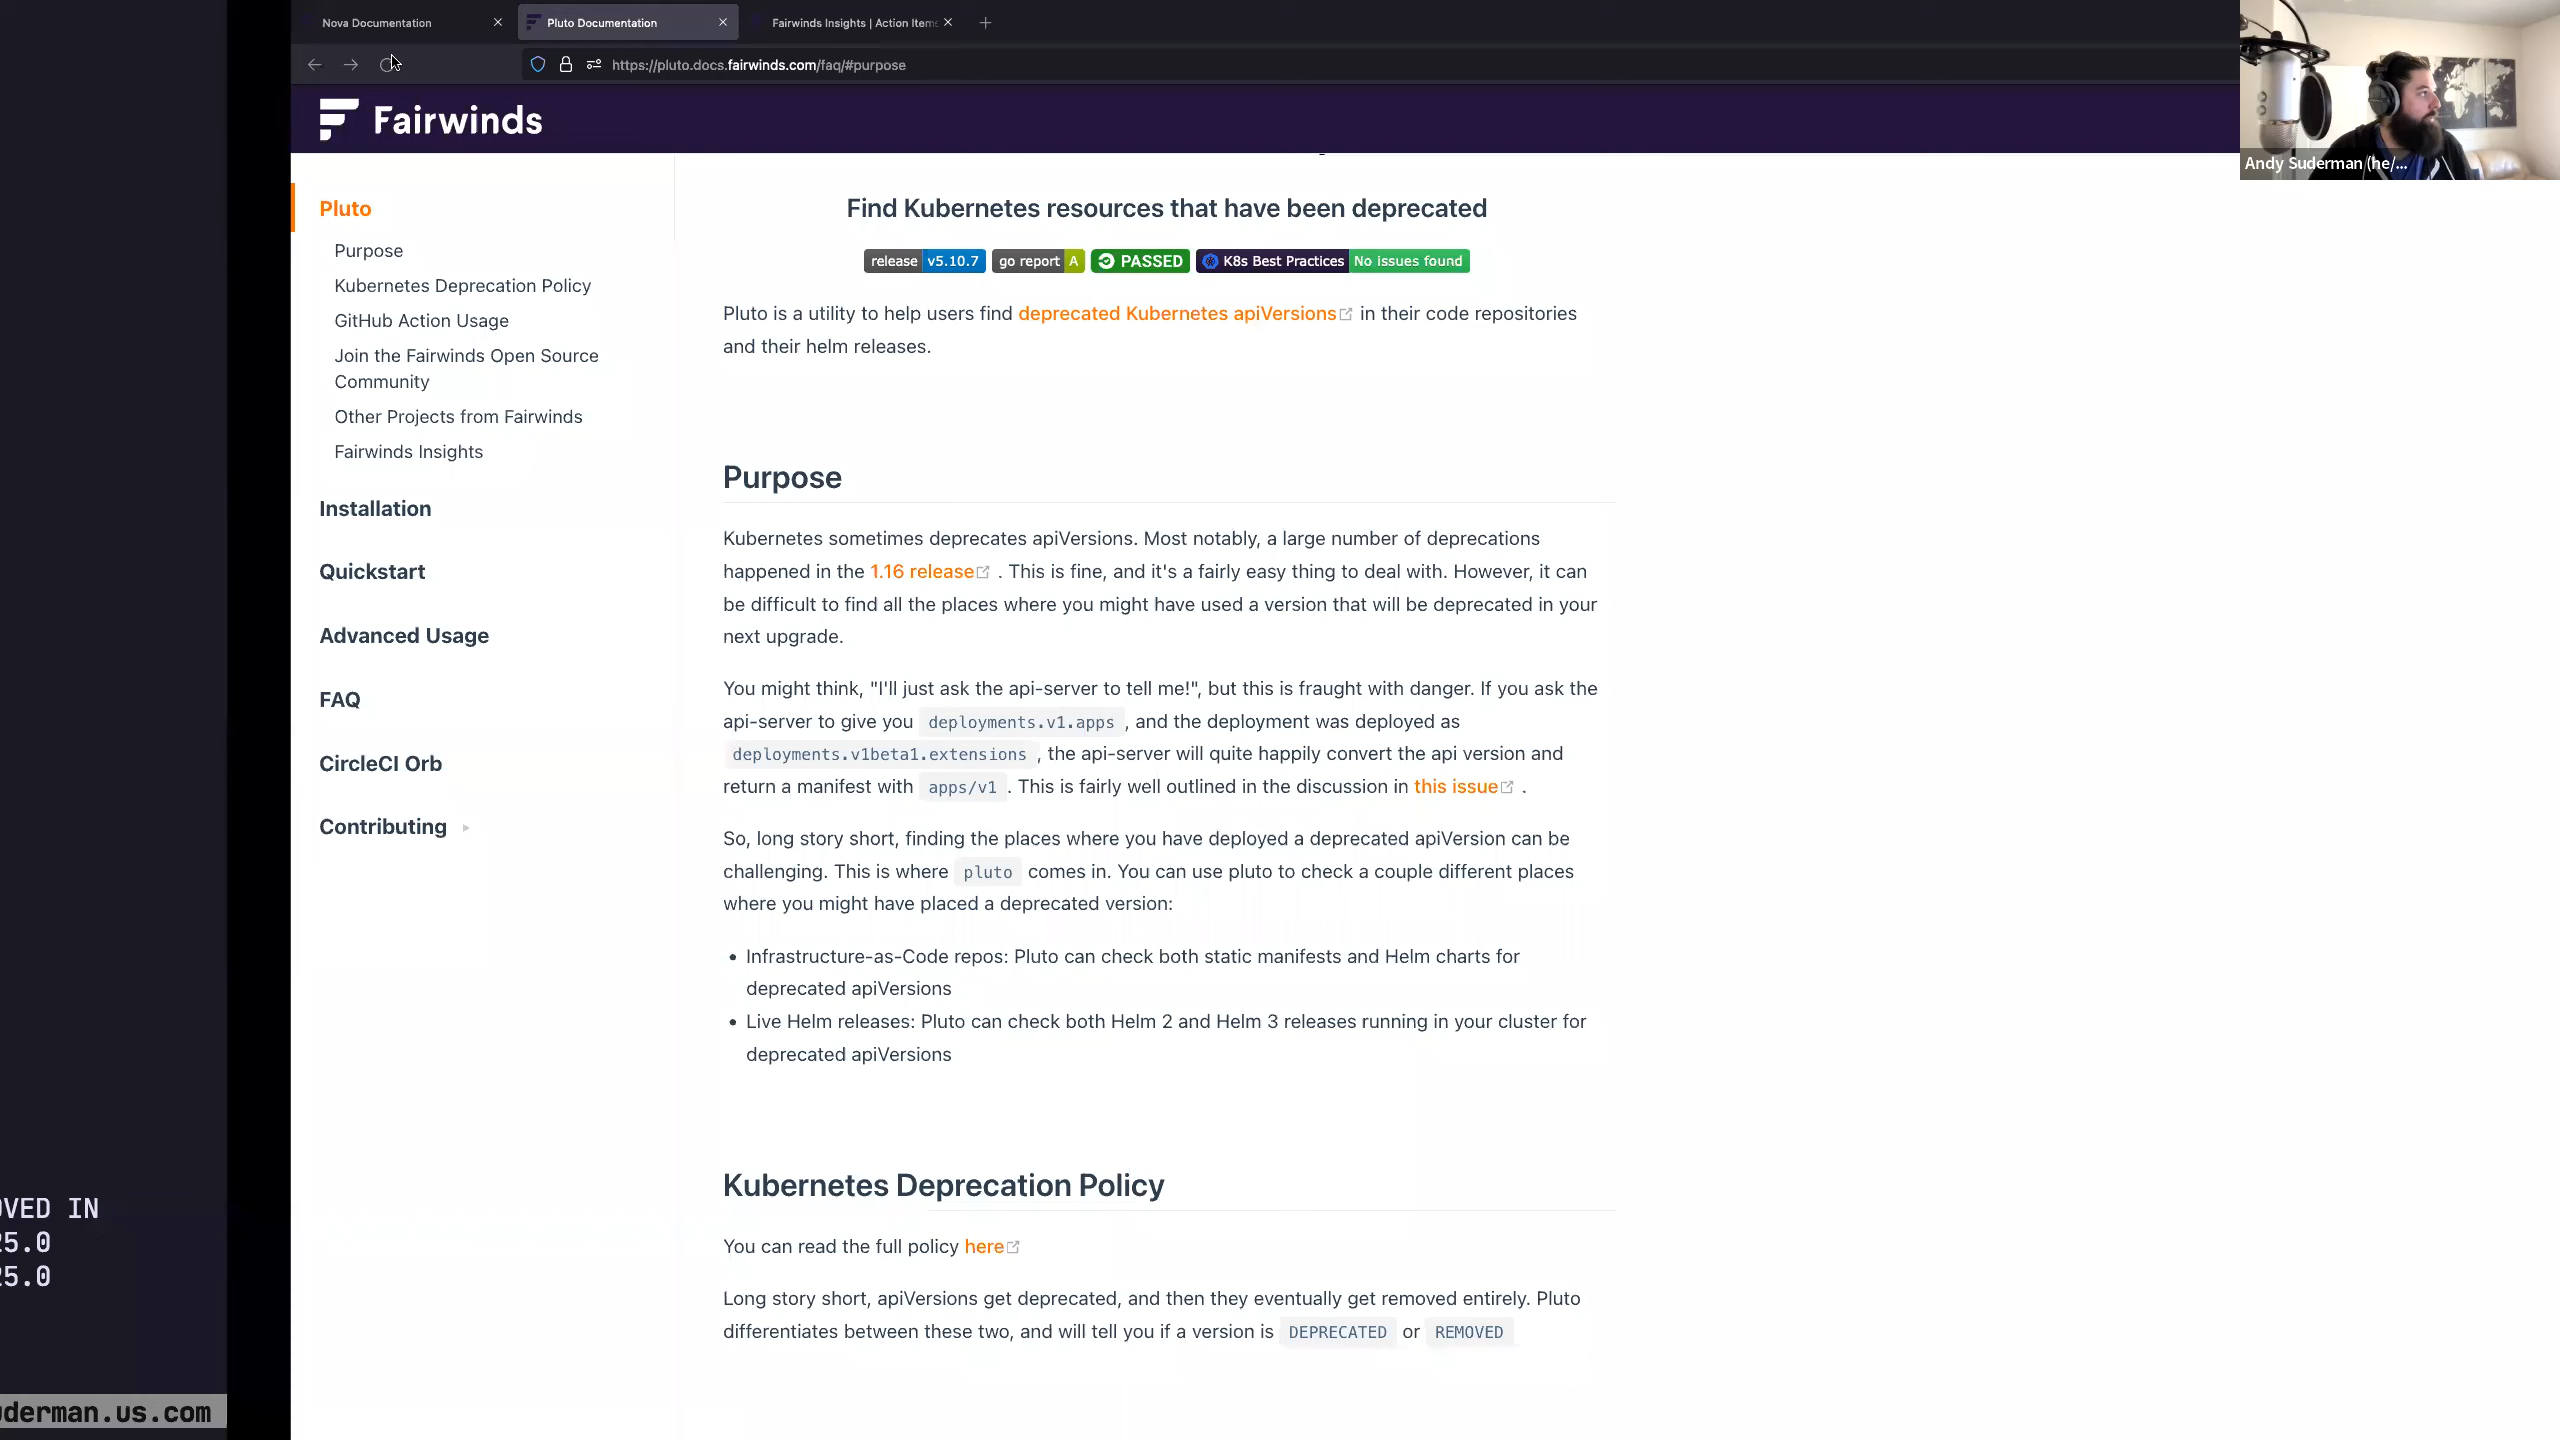 Nova Documentation
Pluto Documentation
Fairwinds Insights | Action Item
https://pluto.docs.fairwinds.com/faq/#purpose
Fairwinds
Andy Suderman (he/...
Pluto
Purpose
Kubernetes Deprecation Policy
GitHub Action Usage
Join the Fairwinds Open Source
Community
Other Projects from Fairwinds
Fairwinds Insights
Installation
Quickstart
Advanced Usage
FAQ
CircleCI Orb
Contributing
Find Kubernetes resources that have been deprecated
release v5.10.7 go report A PASSED K8s Best Practices No issues found
Pluto is a utility to help users find deprecated Kubernetes apiVersions in their code repositories
and their helm releases.
Purpose
Kubernetes sometimes deprecates apiVersions. Most notably, a large number of deprecations
happened in the 1.16 release . This is fine, and it's a fairly easy thing to deal with. However, it can
be difficult to find all the places where you might have used a version that will be deprecated in your
next upgrade.
You might think, "I'll just ask the api-server to tell me!", but this is fraught with danger. If you ask the
api-server to give you deployments.v1.apps , and the deployment was deployed as
deployments.v1beta1.extensions , the api-server will quite happily convert the api version and
return a manifest with apps/v1 . This is fairly well outlined in the discussion in this issue .
So, long story short, finding the places where you have deployed a deprecated apiVersion can be
challenging. This is where pluto comes in. You can use pluto to check a couple different places
where you might have placed a deprecated version:
• Infrastructure-as-Code repos: Pluto can check both static manifests and Helm charts for
deprecated apiVersions
• Live Helm releases: Pluto can check both Helm 2 and Helm 3 releases running in your cluster for
deprecated apiVersions
Kubernetes Deprecation Policy
You can read the full policy here
Long story short, apiVersions get deprecated, and then they eventually get removed entirely. Pluto
differentiates between these two, and will tell you if a version is DEPRECATED or REMOVED
OVED IN
25.0
25.0
uderman.us.com